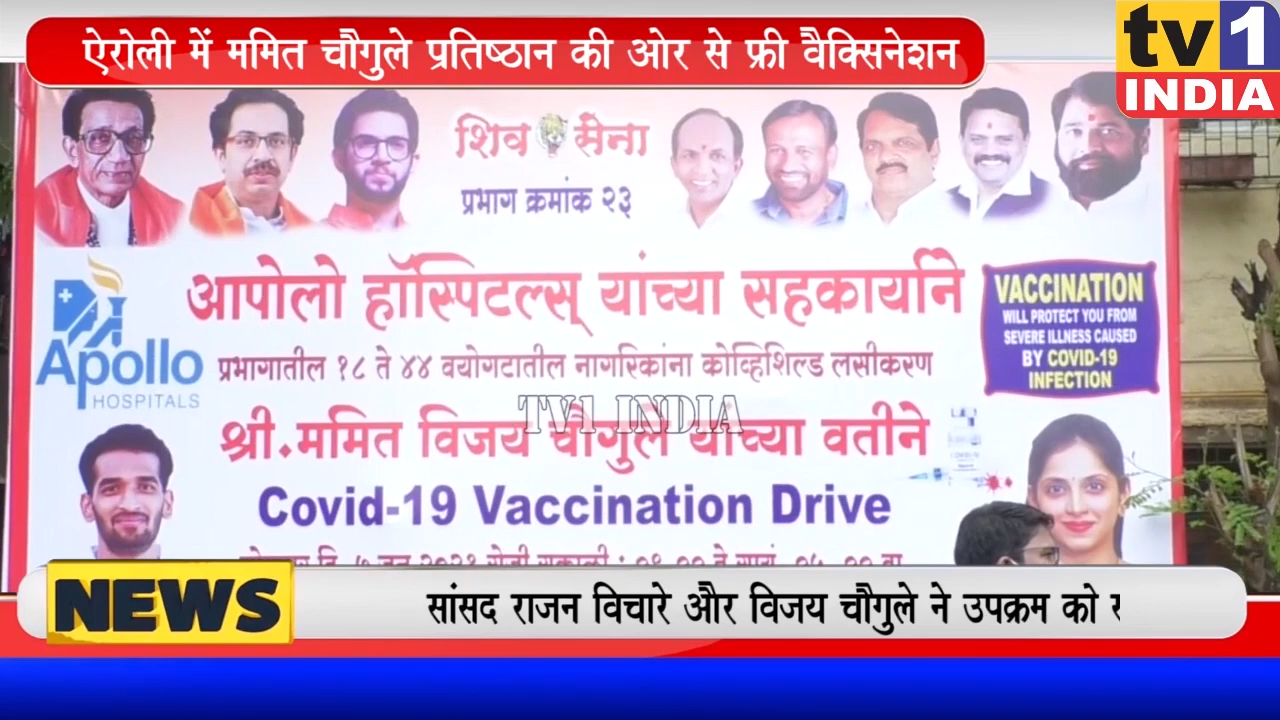 ऐरोली में ममित चौगुले प्रतिष्ठान की ओर से फ्री वैक्सिनेशन
tv1
INDIA
शिव सेना
प्रभाग क्रमांक २३
आपोलो हॉस्पिटल्स् यांच्या सहकार्याने
Apollo
HOSPITALS
प्रभागातील १८ ते ४४ वयोगटातील नागरिकांना कोव्हिशिल्ड लसीकरण
VACCINATION
WILL PROTECT YOU FROM
SEVERE ILLNESS CAUSED
BY COVID-19
INFECTION
TV1 INDIA
श्री.ममित विजय चौगुले यांच्या वतीने
Covid-19 Vaccination Drive
NEWS
सांसद राजन विचारे और विजय चौगुले ने उपक्रम को